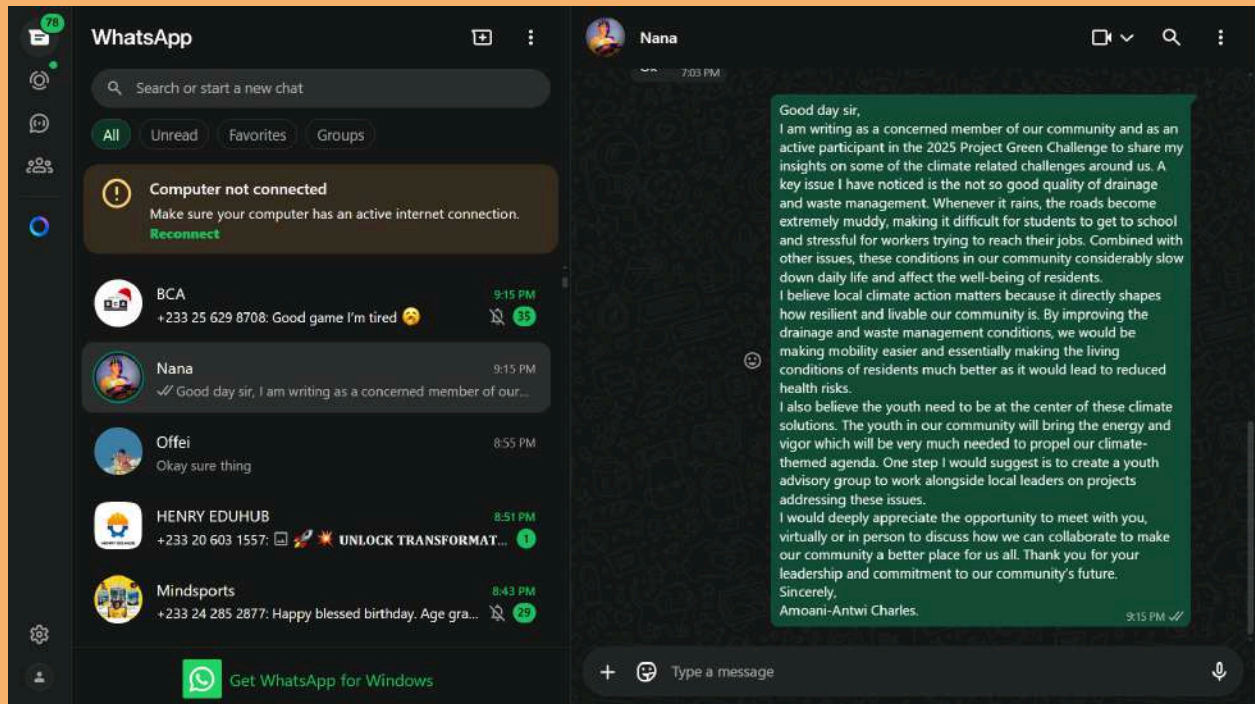 78
WhatsApp
Search or start a new chat
All
Unread
Favorites
Groups
Computer not connected
Make sure your computer has an active internet connection.
Reconnect
BCA
9:15 PM
+233 25 629 8708: Good game I'm tired 🥱
35
Nana
9:15 PM
Good day sir, I am writing as a concerned member of our...
Offei
8:55 PM
Okay sure thing
HENRY EDUHUB
8:51 PM
+233 20 603 1557: 🚀 💥 UNLOCK TRANSFORMAT...
1
Mindsports
8:43 PM
+233 24 285 2877: Happy blessed birthday. Age gra...
29
Get WhatsApp for Windows
Nana
7:03 PM
Good day sir,
I am writing as a concerned member of our community and as an
active participant in the 2025 Project Green Challenge to share my
insights on some of the climate related challenges around us. A
key issue I have noticed is the not so good quality of drainage
and waste management. Whenever it rains, the roads become
extremely muddy, making it difficult for students to get to school
and stressful for workers trying to reach their jobs. Combined with
other issues, these conditions in our community considerably slow
down daily life and affect the well-being of residents.
I believe local climate action matters because it directly shapes
how resilient and livable our community is. By improving the
drainage and waste management conditions, we would be
making mobility easier and essentially making the living
conditions of residents much better as it would lead to reduced
health risks.
I also believe the youth need to be at the center of these climate
solutions. The youth in our community will bring the energy and
vigor which will be very much needed to propel our climate-
themed agenda. One step I would suggest is to create a youth
advisory group to work alongside local leaders on projects
addressing these issues.
I would deeply appreciate the opportunity to meet with you,
virtually or in person to discuss how we can collaborate to make
our community a better place for us all. Thank you for your
leadership and commitment to our community's future.
Sincerely,
Amoani-Antwi Charles.
9:15 PM
Type a message